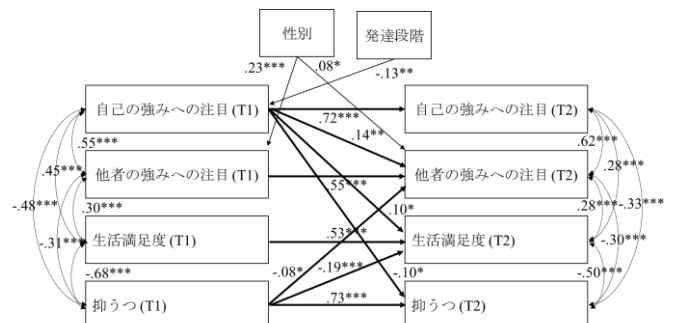 性別
発達段階
.23***
.08*
-.13**
自己の強みへの注目(T1)
自己の強みへの注目(T2)
.72***
.14**
.55***
.62***
.45***
他者の強みへの注目(T1)
他者の強みへの注目(T2)
.28***
-.48***
.55***
.30***
.10*
.28***
-.33***
-.31***
生活満足度(T1)
.53***
生活満足度(T2)
-.30***
-.68***
-.08*
-.19***
-.10*
-.50***
抑うつ(T1)
.73***
抑うつ(T2)